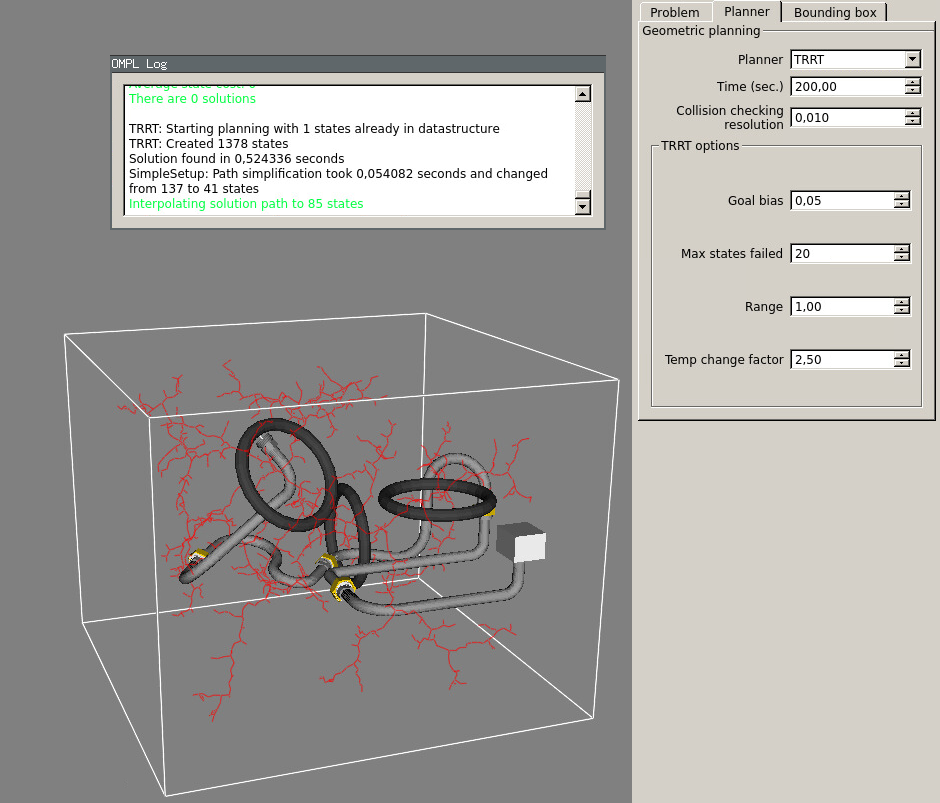 Problem
Planner
Bounding box
Geometric planning
Planner
TRRT
Time (sec.)
200,00
Collision checking
resolution
0,010
TRRT options
Goal bias
0,05
Max states failed
20
Range
1,00
Temp change factor
2,50
OMPL Log
Average state cost: 0
There are 0 solutions
TRRT: Starting planning with 1 states already in datastructure
TRRT: Created 1378 states
Solution found in 0,524336 seconds
SimpleSetup: Path simplification took 0,054082 seconds and changed
from 137 to 41 states
Interpolating solution path to 85 states